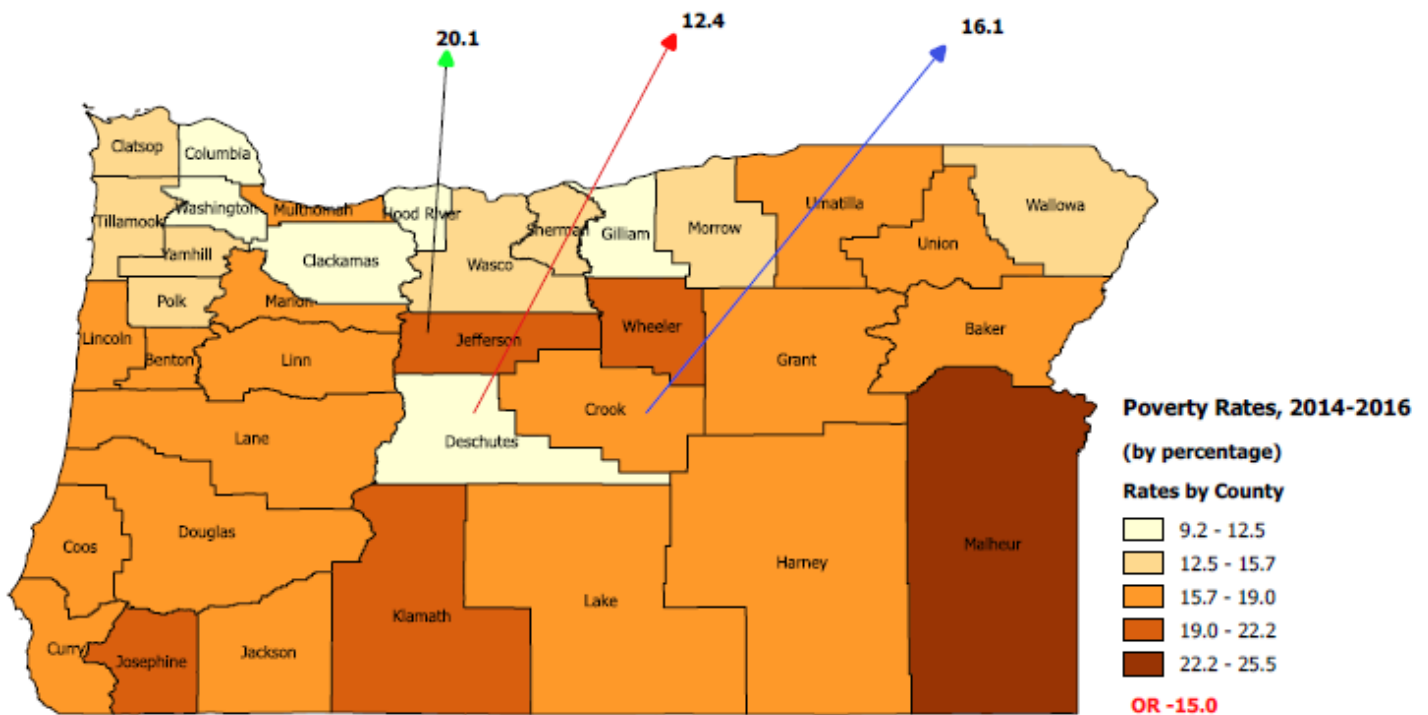 12.4
16.1
20.1
Clatsop
Columbia
Washington
Multhomah
Hood River
Tillamook
Yamhill
Clackamas
Wasco
Sherman
Gilliam
Morrow
Umatilla
Union
Wallowa
Polk
Marion
Jefferson
Wheeler
Lincoln
Benton
Linn
Grant
Baker
Crook
Deschutes
Lane
Douglas
Coos
Klamath
Lake
Harney
Malheur
Curry
Josephine
Jackson
Poverty Rates, 2014-2016
(by percentage)
Rates by County
9.2 - 12.5
12.5 - 15.7
15.7 - 19.0
19.0 - 22.2
22.2 - 25.5
OR -15.0